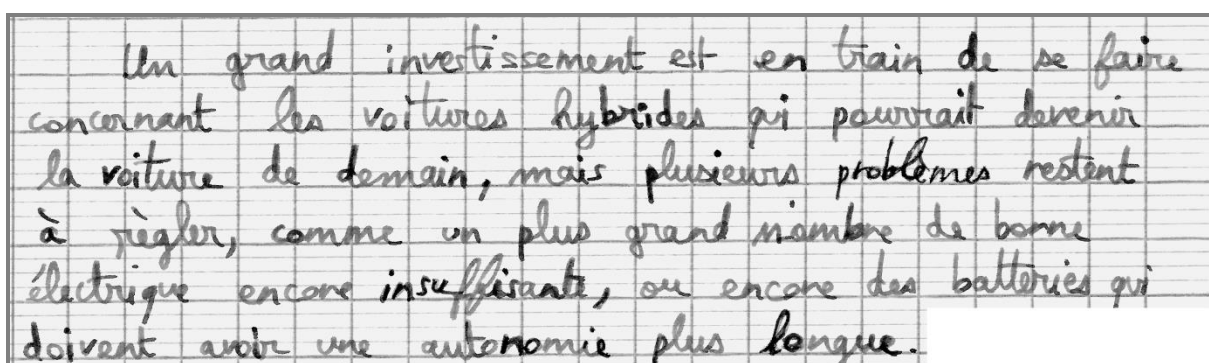 Un grand investissement est en train de se faire
concernant les voitures hybrides qui pourrait devenir
la voiture de demain, mais plusieurs problèmes restent
à règler, comme un plus grand nombre de borne
électrique encore insuffisante, ou encore des batteries qui
doivent avoir une autonomie plus longue.